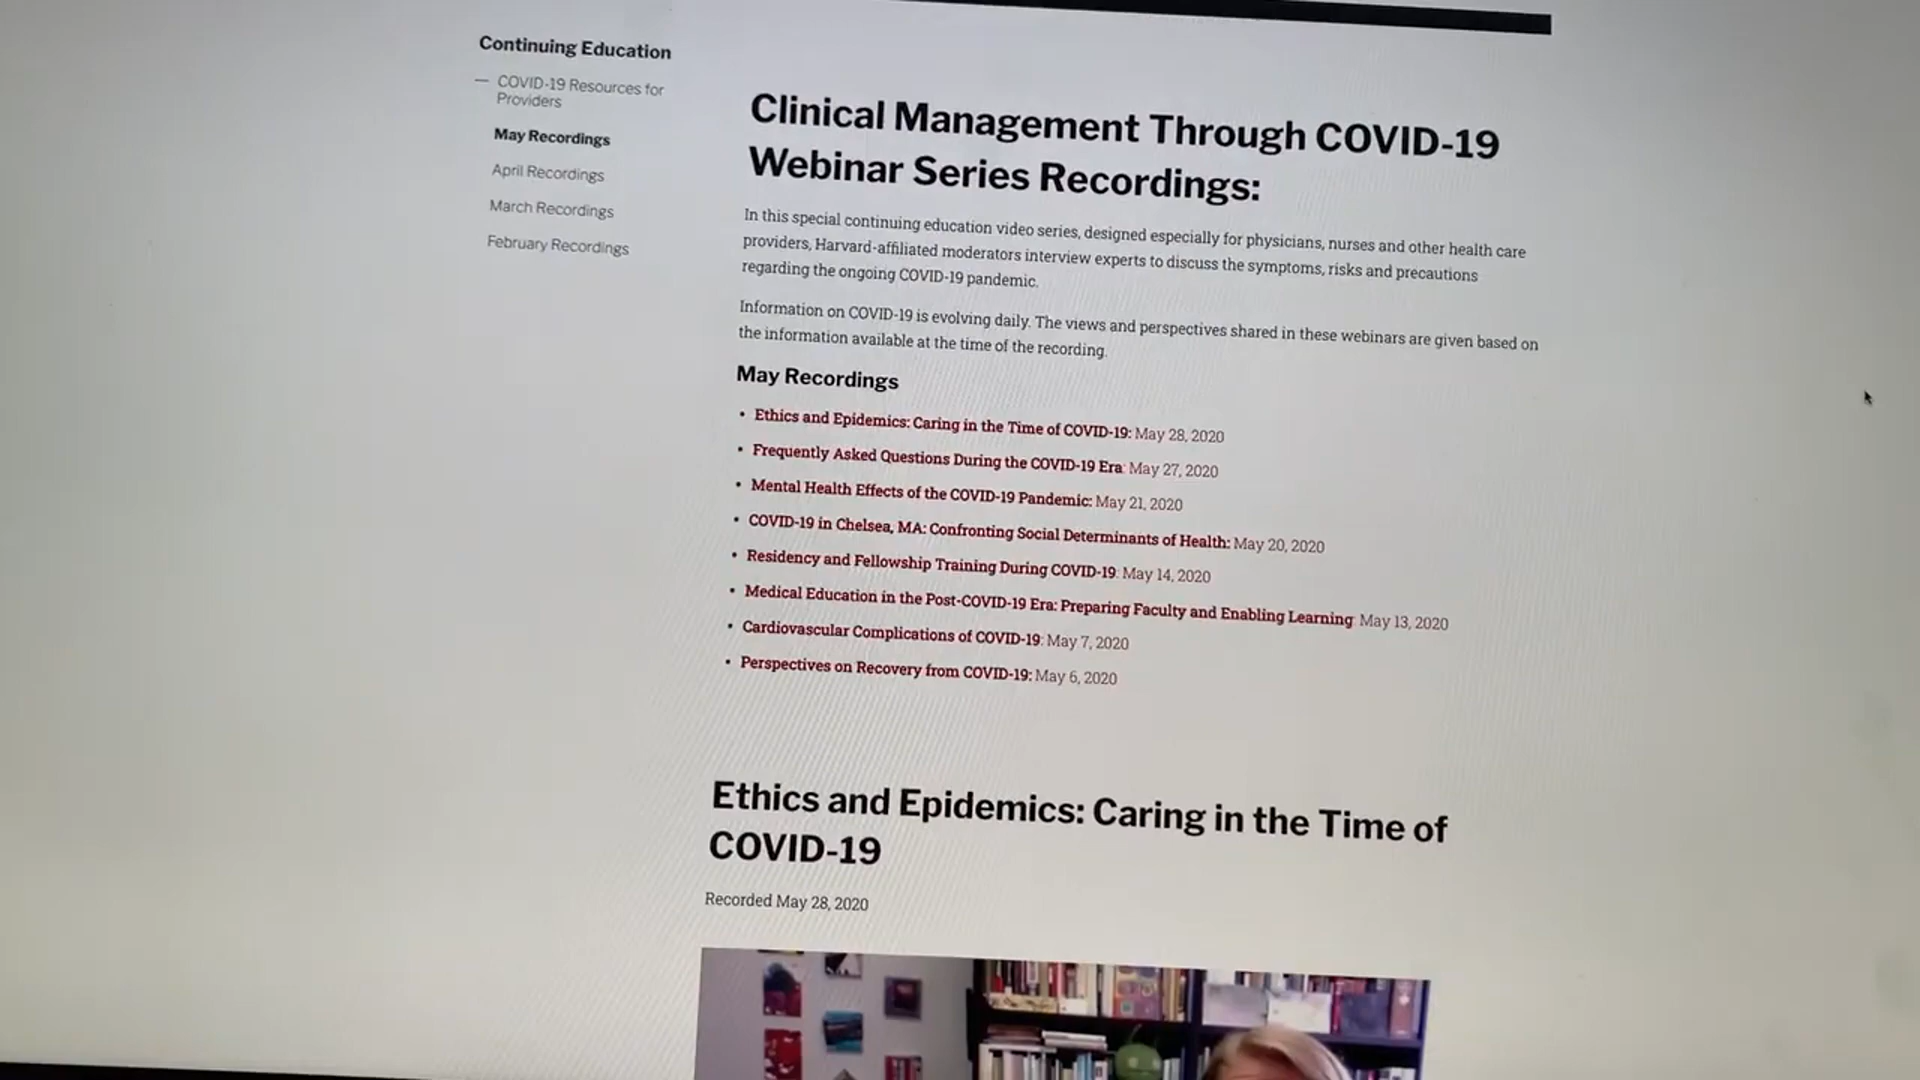 Continuing Education
— COVID-19 Resources for
Providers
May Recordings
April Recordings
March Recordings
February Recordings
Clinical Management Through COVID-19
Webinar Series Recordings:
In this special continuing education video series, designed especially for physicians, nurses and other health care
providers, Harvard-affiliated moderators interview experts to discuss the symptoms, risks and precautions
regarding the ongoing COVID-19 pandemic.
Information on COVID-19 is evolving daily. The views and perspectives shared in these webinars are given based on
the information available at the time of the recording.
May Recordings
• Ethics and Epidemics: Caring in the Time of COVID-19: May 28, 2020
• Frequently Asked Questions During the COVID-19 Era: May 27, 2020
• Mental Health Effects of the COVID-19 Pandemic: May 21, 2020
• COVID-19 in Chelsea, MA: Confronting Social Determinants of Health: May 20, 2020
• Residency and Fellowship Training During COVID-19: May 14, 2020
• Medical Education in the Post-COVID-19 Era: Preparing Faculty and Enabling Learning: May 13, 2020
• Cardiovascular Complications of COVID-19: May 7, 2020
• Perspectives on Recovery from COVID-19: May 6, 2020
Ethics and Epidemics: Caring in the Time of
COVID-19
Recorded May 28, 2020